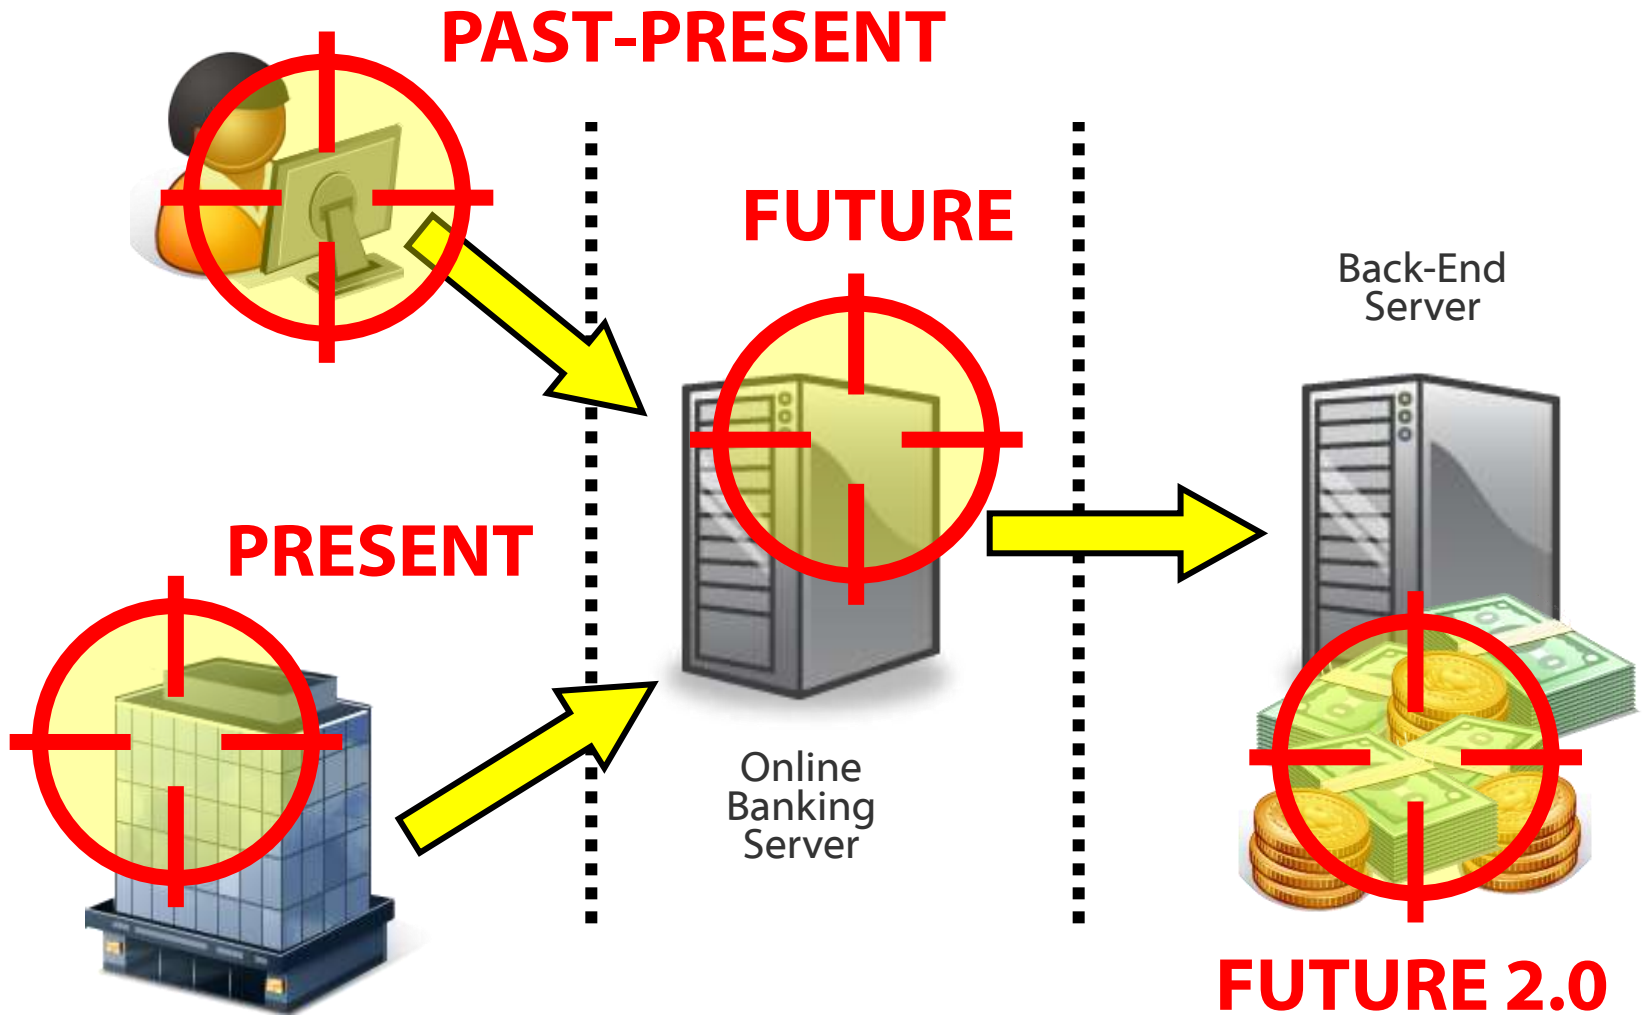 PAST-PRESENT
FUTURE
Back-End
Server
PRESENT
Online
Banking
Server
FUTURE 2.0